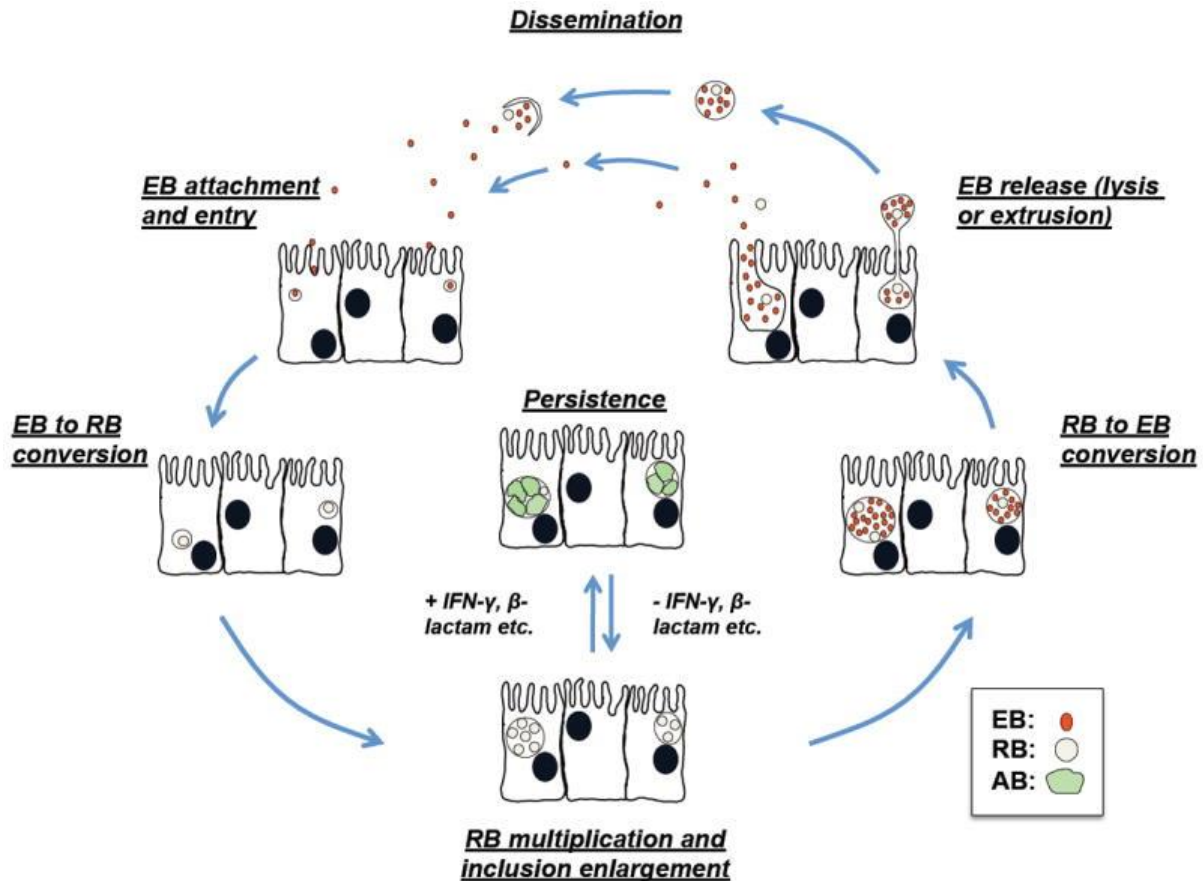 Dissemination
EB attachment
and entry
EB release (lysis
or extrusion)
Persistence
EB to RB
conversion
RB to EB
conversion
+ IFN-γ, β-
lactam etc.
- IFN-γ, β-
lactam etc.
EB:
RB:
AB:
RB multiplication and
inclusion enlargement